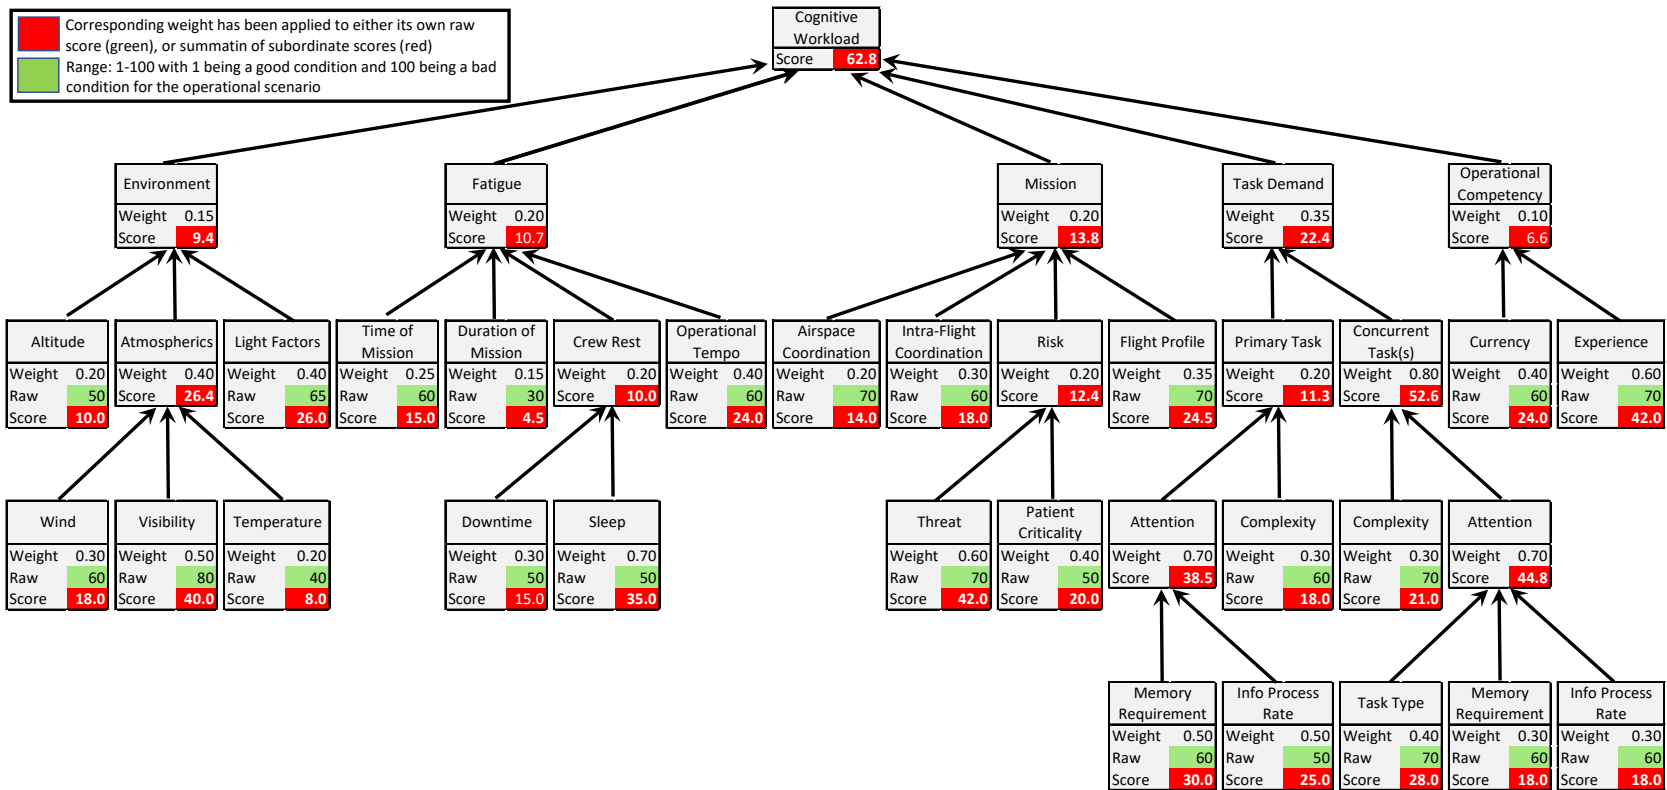 Corresponding weight has been applied to either its own raw
score (green), or summatin of subordinate scores (red)
Range: 1-100 with 1 being a good condition and 100 being a bad
condition for the operational scenario
Cognitive
Workload
Score 62.8
Environment
Weight 0.15
Score 9.4
Fatigue
Weight 0.20
Score 10.7
Mission
Weight 0.20
Score 13.8
Task Demand
Weight 0.35
Score 22.4
Operational
Competency
Weight 0.10
Score 6.6
Altitude
Weight 0.20
Raw 50
Score 10.0
Atmospherics
Weight 0.40
Score 26.4
Light Factors
Weight 0.40
Raw 65
Score 26.0
Time of
Mission
Weight 0.25
Raw 60
Score 15.0
Duration of
Mission
Weight 0.15
Raw 30
Score 4.5
Crew Rest
Weight 0.20
Score 10.0
Operational
Tempo
Weight 0.40
Raw 60
Score 24.0
Airspace
Coordination
Weight 0.20
Raw 70
Score 14.0
Intra-Flight
Coordination
Weight 0.30
Raw 60
Score 18.0
Risk
Weight 0.20
Score 12.4
Flight Profile
Weight 0.35
Raw 70
Score 24.5
Primary Task
Weight 0.20
Score 11.3
Concurrent
Task(s)
Weight 0.80
Score 52.6
Currency
Weight 0.40
Raw 60
Score 24.0
Experience
Weight 0.60
Raw 70
Score 42.0
Wind
Weight 0.30
Raw 60
Score 18.0
Visibility
Weight 0.50
Raw 80
Score 40.0
Temperature
Weight 0.20
Raw 40
Score 8.0
Downtime
Weight 0.30
Raw 50
Score 15.0
Sleep
Weight 0.70
Raw 50
Score 35.0
Threat
Weight 0.60
Raw 70
Score 42.0
Patient
Criticality
Weight 0.40
Raw 50
Score 20.0
Attention
Weight 0.70
Score 38.5
Complexity
Weight 0.30
Raw 60
Score 18.0
Complexity
Weight 0.30
Raw 70
Score 21.0
Attention
Weight 0.70
Score 44.8
Memory
Requirement
Weight 0.50
Raw 60
Score 30.0
Info Process
Rate
Weight 0.50
Raw 50
Score 25.0
Task Type
Weight 0.40
Raw 70
Score 28.0
Memory
Requirement
Weight 0.30
Raw 60
Score 18.0
Info Process
Rate
Weight 0.30
Raw 60
Score 18.0